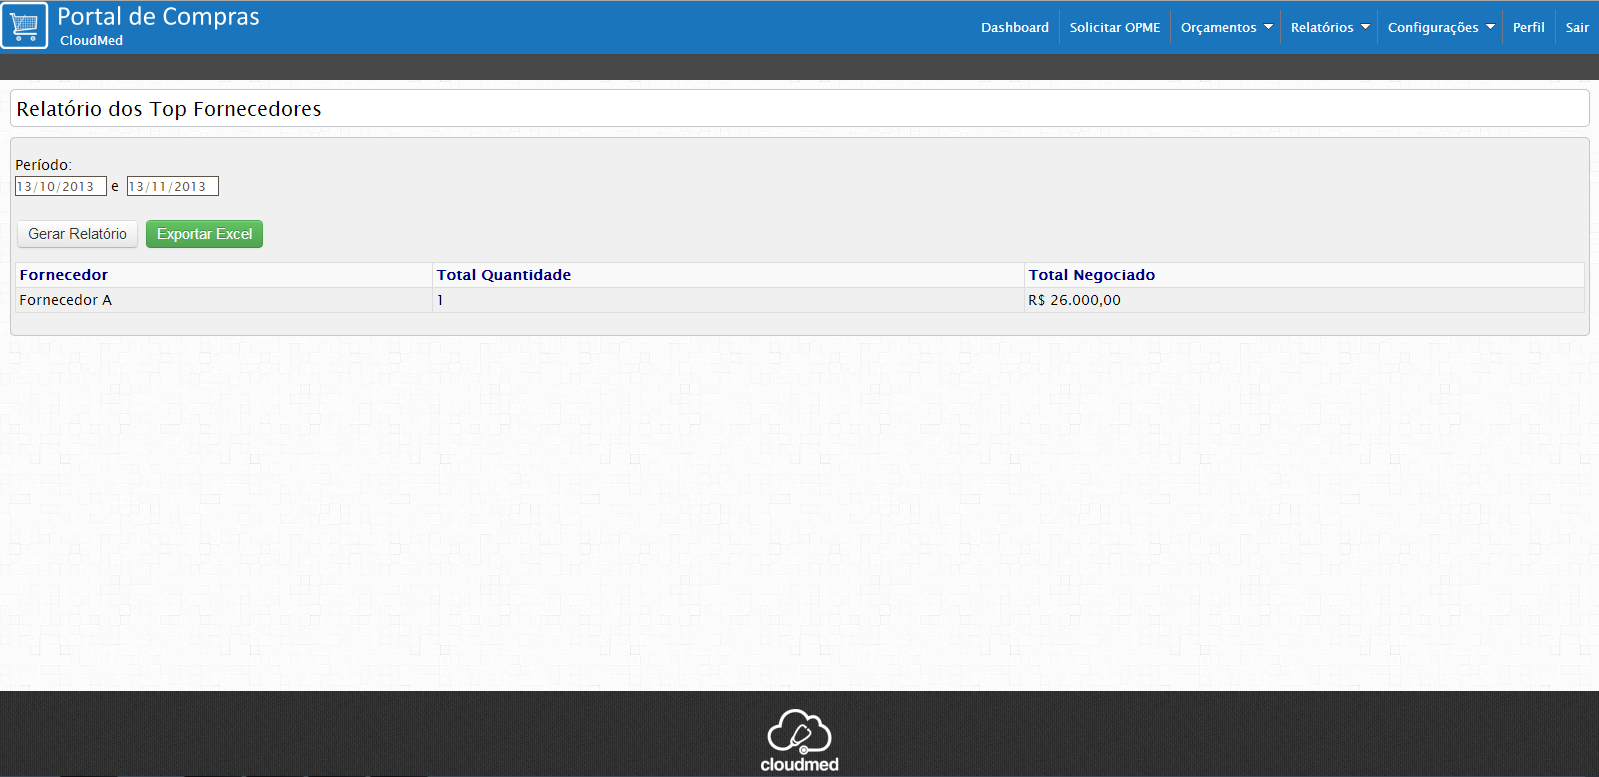 Portal de Compras
CloudMed
Dashboard Solicitar OPME Orçamentos Relatórios Configurações Perfil Sair
Relatório dos Top Fornecedores
Período:
13/10/2013 e 13/11/2013
Gerar Relatório Exportar Excel
Fornecedor Total Quantidade Total Negociado
Fornecedor A 1 R$ 26.000,00
cloudmed